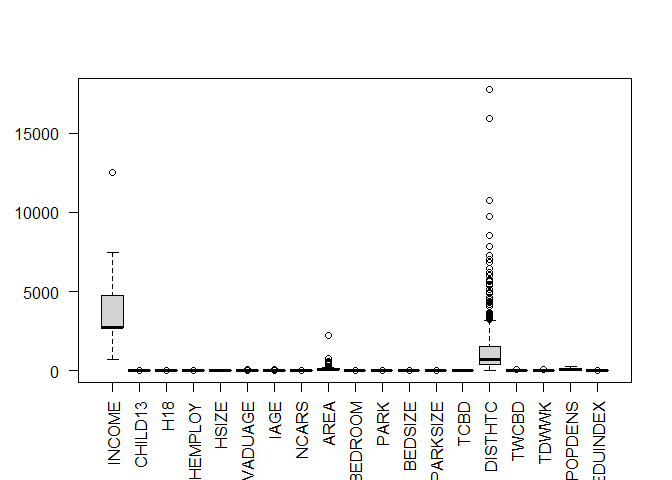 15000
10000
5000
0
INCOME
CHILD13
H18
HEMPLOY
HSIZE
VADUAGE
IAGE
NCARS
AREA
BEDROOM
PARK
BEDSIZE
PARKSIZE
TCBD
DISTHTC
TWCBD
TDWWK
POPDENS
EDUINDEX